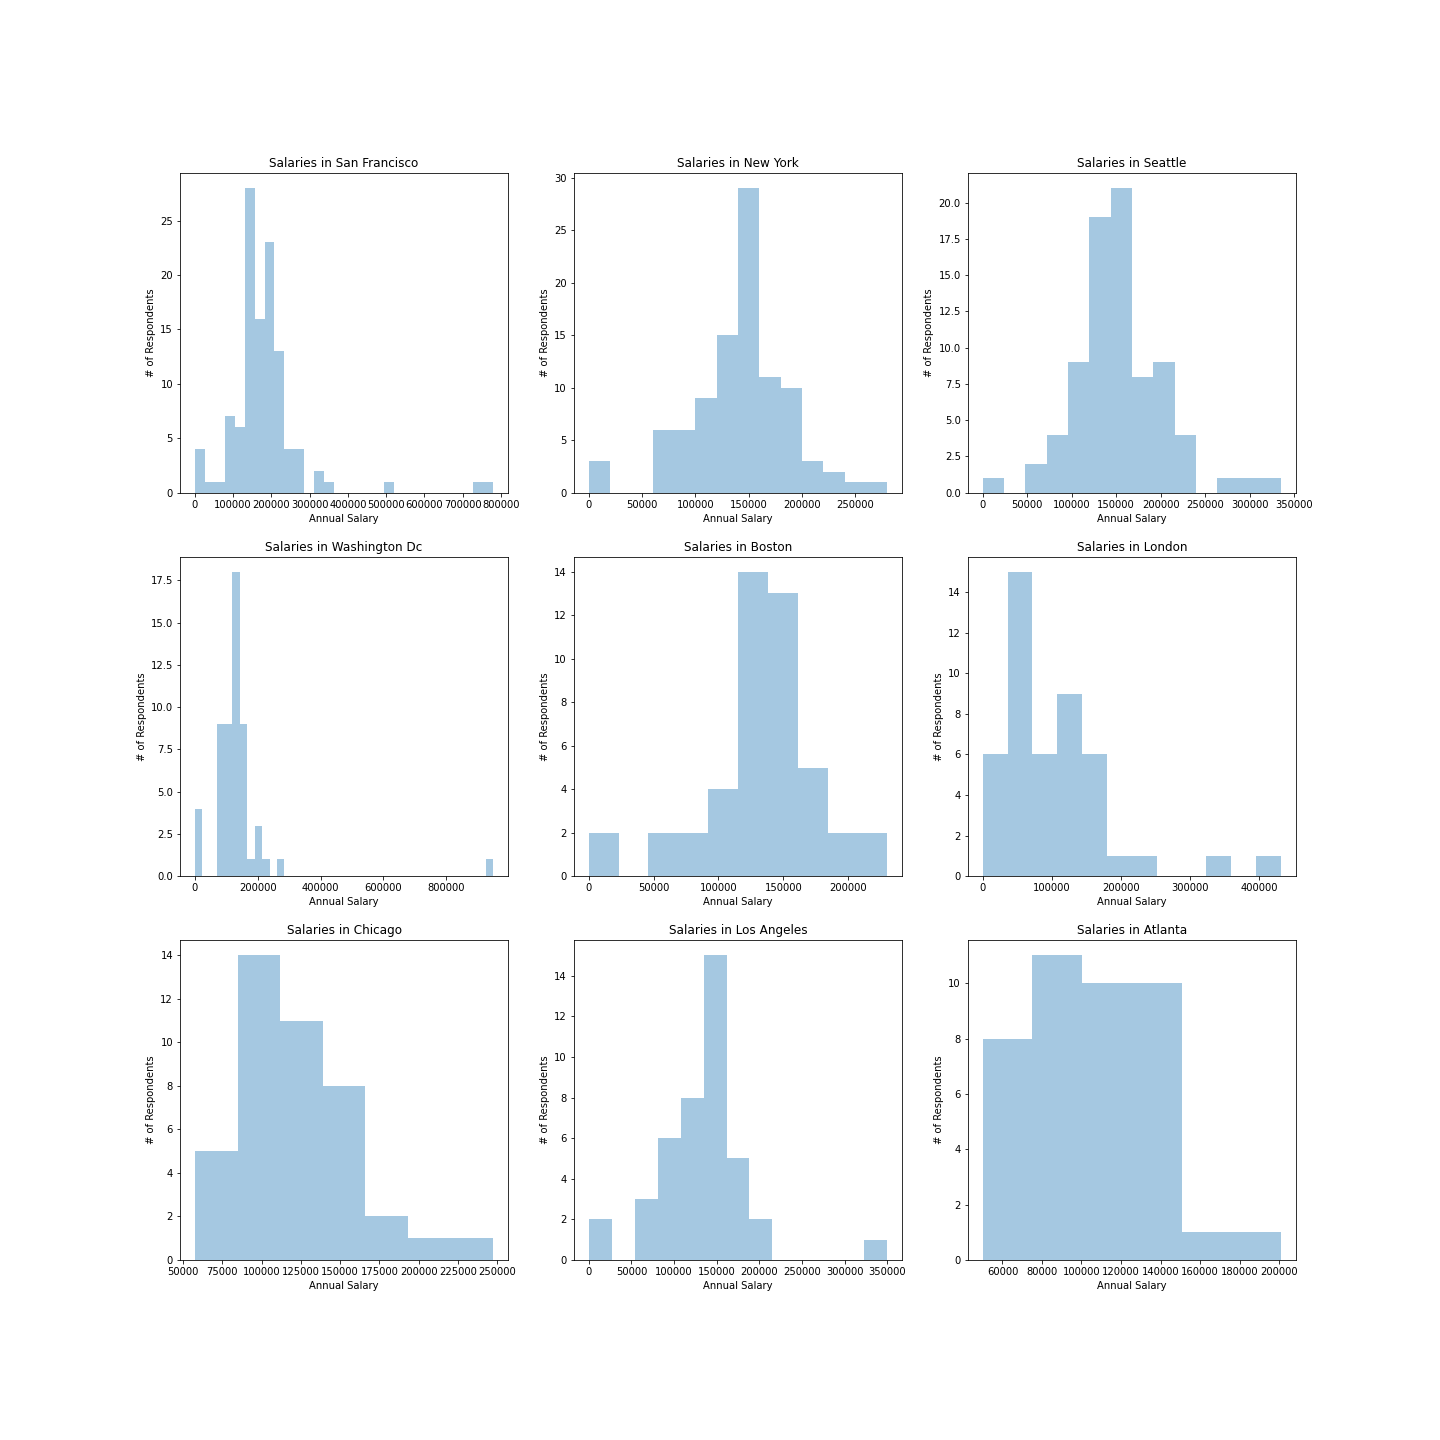 Salaries in San Francisco
# of Respondents
25
20
15
10
5
0
0 100000 200000 300000 400000 500000 600000 700000 800000
Annual Salary
Salaries in New York
# of Respondents
30
25
20
15
10
5
0
0 50000 100000 150000 200000 250000
Annual Salary
Salaries in Seattle
# of Respondents
20.0
17.5
15.0
12.5
10.0
7.5
5.0
2.5
0.0
0 50000 100000 150000 200000 250000 300000 350000
Annual Salary
Salaries in Washington Dc
# of Respondents
17.5
15.0
12.5
10.0
7.5
5.0
2.5
0.0
0 200000 400000 600000 800000
Annual Salary
Salaries in Boston
# of Respondents
14
12
10
8
6
4
2
0
0 50000 100000 150000 200000
Annual Salary
Salaries in London
# of Respondents
14
12
10
8
6
4
2
0
0 100000 200000 300000 400000
Annual Salary
Salaries in Chicago
# of Respondents
14
12
10
8
6
4
2
0
50000 75000 100000 125000 150000 175000 200000 225000 250000
Annual Salary
Salaries in Los Angeles
# of Respondents
14
12
10
8
6
4
2
0
0 50000 100000 150000 200000 250000 300000 350000
Annual Salary
Salaries in Atlanta
# of Respondents
10
8
6
4
2
0
60000 80000 100000 120000 140000 160000 180000 200000
Annual Salary